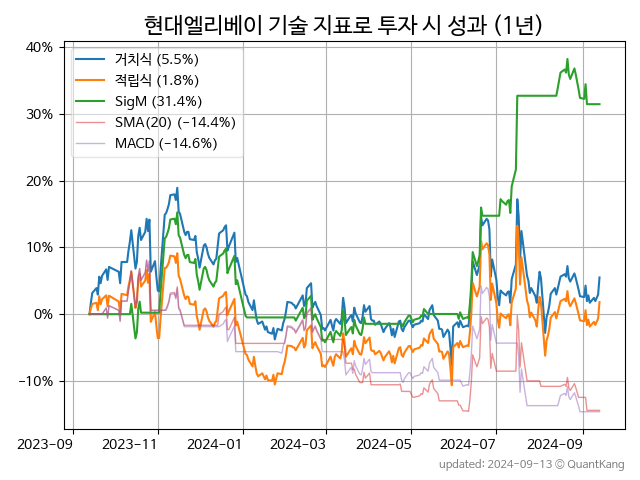 현대엘리베이 기술 지표로 투자 시 성과 (1년)
40%
30%
20%
10%
0%
−10%
거치식 (5.5%)
적립식 (1.8%)
SigM (31.4%)
SMA(20) (−14.4%)
MACD (−14.6%)
2023-09
2023-11
2024-01
2024-03
2024-05
2024-07
2024-09
updated: 2024-09-13 © QuantKang